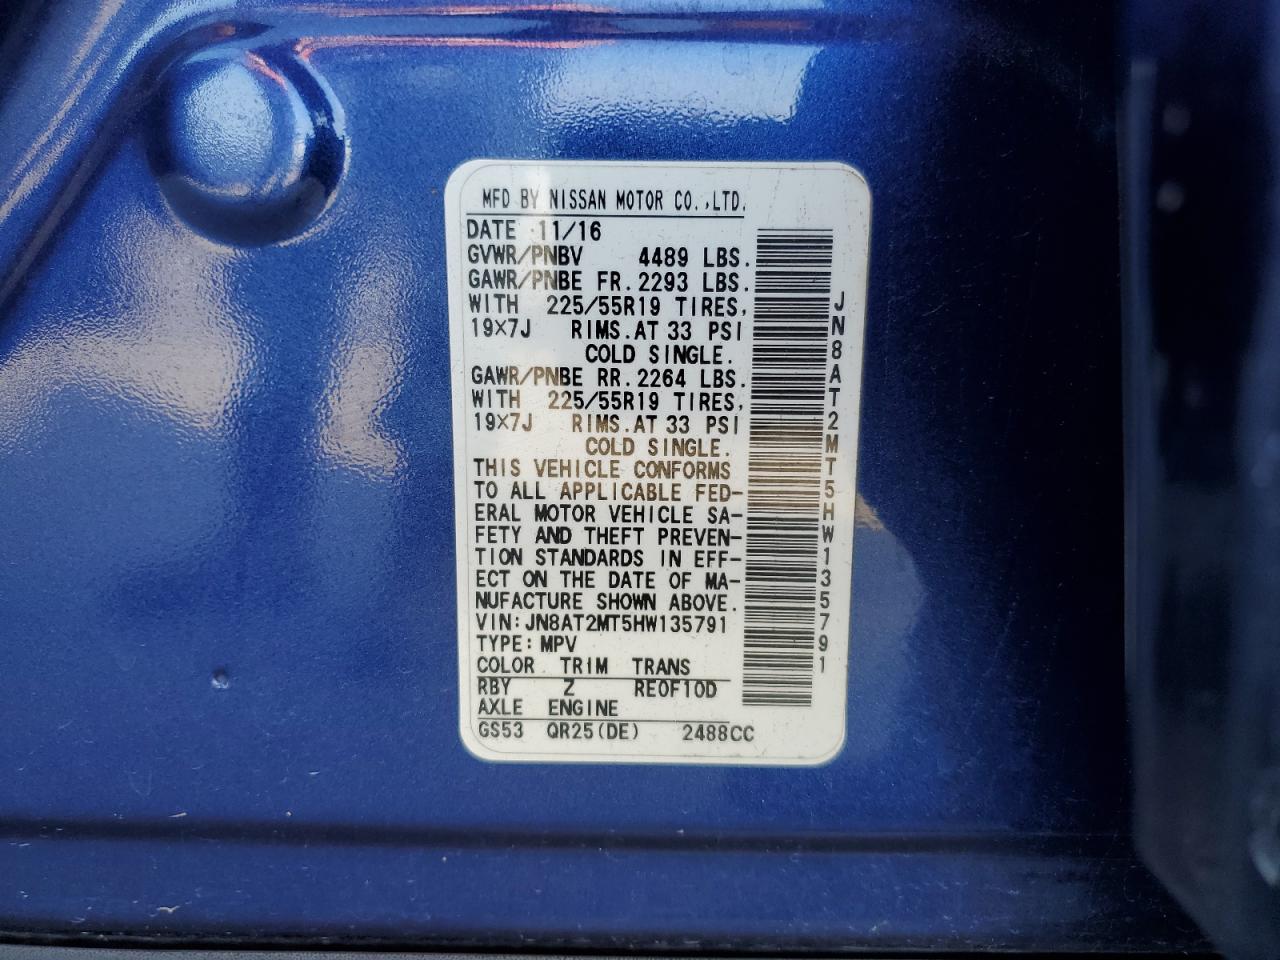 MFD BY NISSAN MOTOR CO.,LTD.
DATE 11/16
GVWR/PNBV 4489 LBS.
GAWR/PNBE FR.2293 LBS.
WITH 225/55R19 TIRES,
19×7J RIMS.AT 33 PSI
COLD SINGLE.
GAWR/PNBE RR.2264 LBS.
WITH 225/55R19 TIRES,
19×7J RIMS.AT 33 PSI
COLD SINGLE.
THIS VEHICLE CONFORMS
TO ALL APPLICABLE FED-
ERAL MOTOR VEHICLE SA-
FETY AND THEFT PREVEN-
TION STANDARDS IN EFF-
ECT ON THE DATE OF MA-
NUFACTURE SHOWN ABOVE.
VIN:JN8AT2MT5HW135791
TYPE:MPV
COLOR TRIM TRANS
RBY Z RE0F10D
AXLE ENGINE
GS53 QR25(DE) 2488CC
JN8AT2MT5HW135791